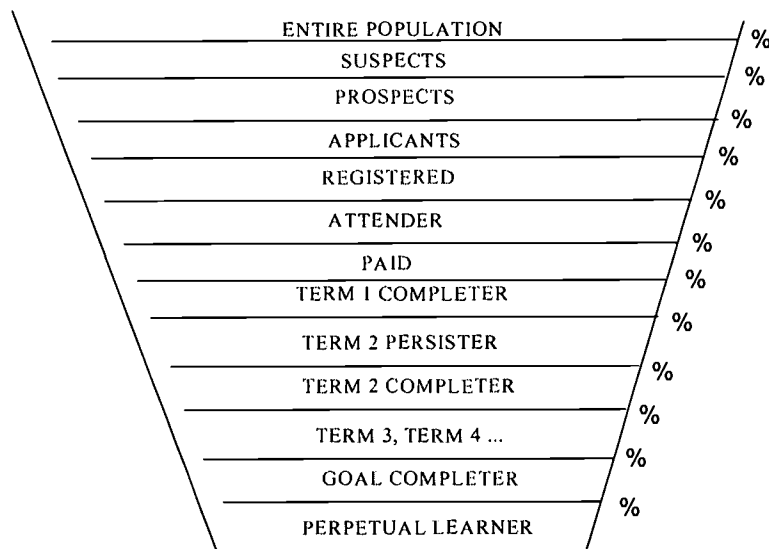 ENTIRE POPULATION
%
SUSPECTS
%
PROSPECTS
%
APPLICANTS
%
REGISTERED
%
ATTENDER
%
PAID
%
TERM 1 COMPLETER
%
TERM 2 PERSISTER
%
TERM 2 COMPLETER
%
TERM 3, TERM 4 ...
%
GOAL COMPLETER
%
PERPETUAL LEARNER